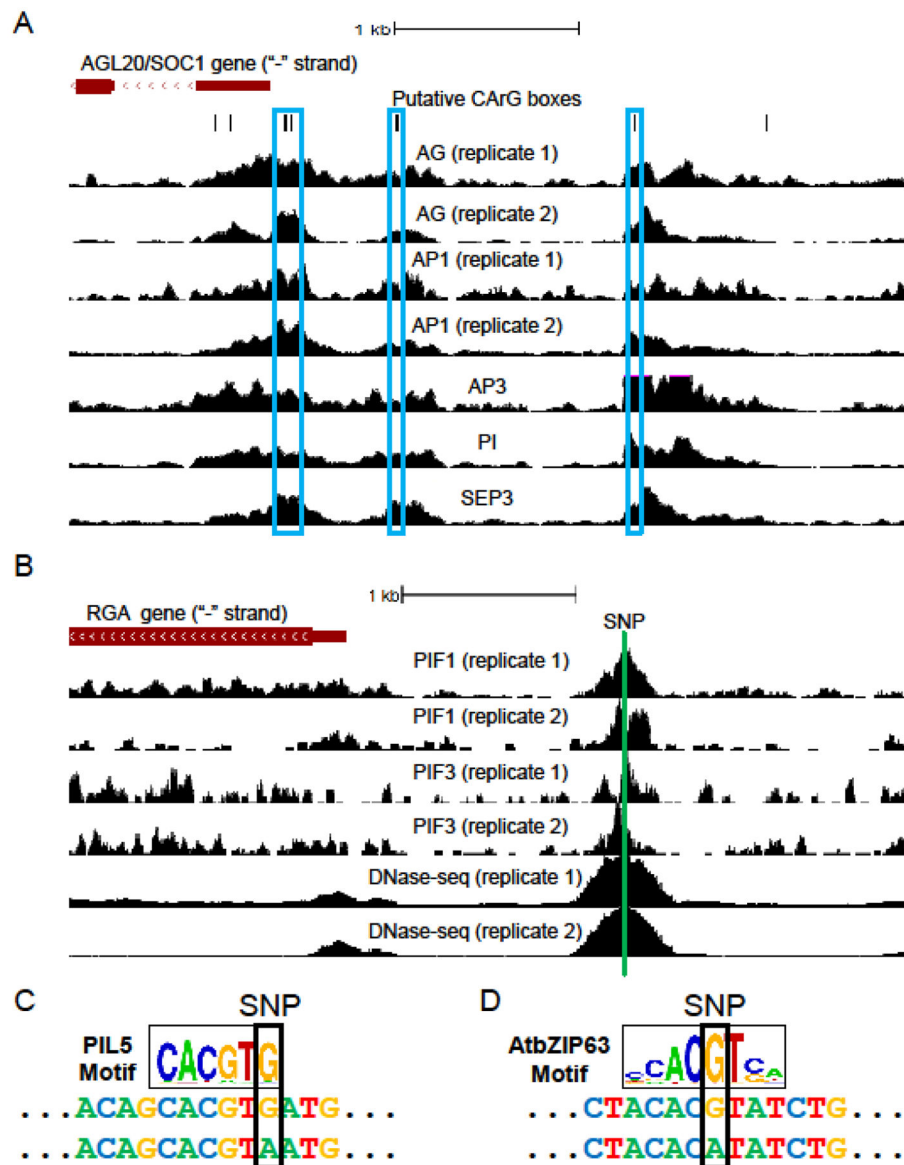 A
1 kb
AGL20/SOC1 gene ("-" strand)
Putative CArG boxes
AG (replicate 1)
AG (replicate 2)
AP1 (replicate 1)
AP1 (replicate 2)
AP3
PI
SEP3
B
1 kb
RGA gene ("-" strand)
SNP
PIF1 (replicate 1)
PIF1 (replicate 2)
PIF3 (replicate 1)
PIF3 (replicate 2)
DNase-seq (replicate 1)
DNase-seq (replicate 2)
C
SNP
PIL5
Motif
CACGTG
...ACAGCACGTGATG...
...ACAGCACGTAATG...
D
SNP
AtbZIP63
Motif
CCACGTCA
...CTACACGTATCTG...
...CTACACATATCTG...